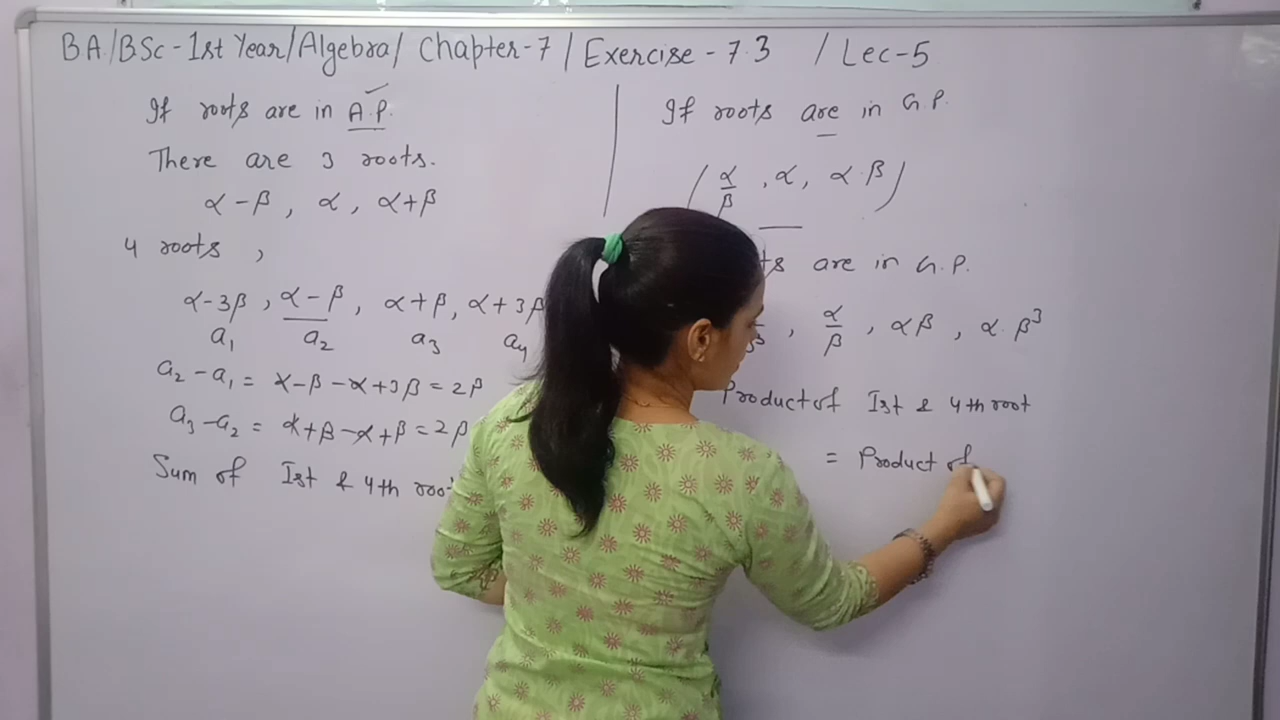 BA/BSc-1st Year/Algebra/ Chapter-7/Exercise-7.3 /Lec-5
If roots are in A.P.
There are 3 roots.
α-β, α, α+β
4 roots,
α-3β, α-β, α+β, α+3β
a₁ a₂ a₃ a₄
a₂-a₁ = α-β-α+3β = 2β
a₃-a₂ = α+β-α+β = 2β
Sum of Ist & 4th
If roots are in G.P.
(α/β, α, α.β)
are in G.P.
, α/β, αβ, α.β³
Product of Ist & 4th root
= Product of